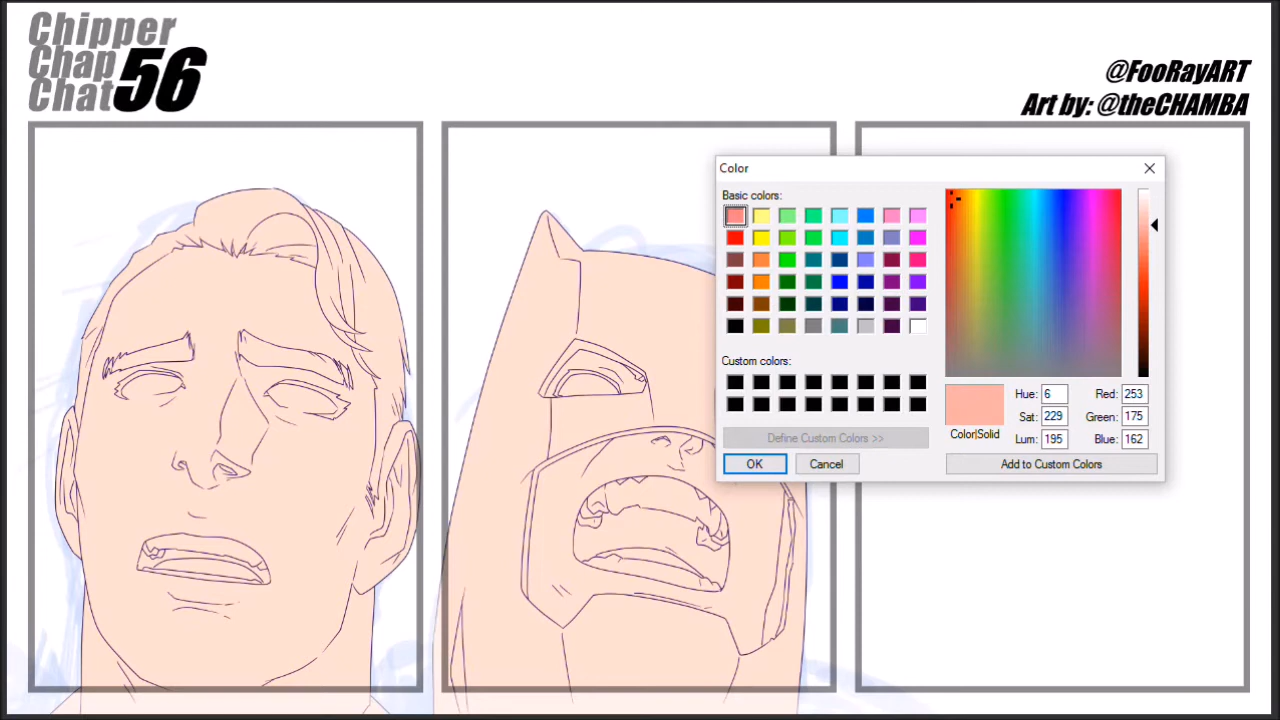 Chipper
Chap
Chat 56
@FooRayART
Art by: @theCHAMBA
Color
Basic colors:
Custom colors:
Define Custom Colors >>
OK
Cancel
Color|Solid
Hue: 6
Sat: 229
Lum: 195
Red: 253
Green: 175
Blue: 162
Add to Custom Colors